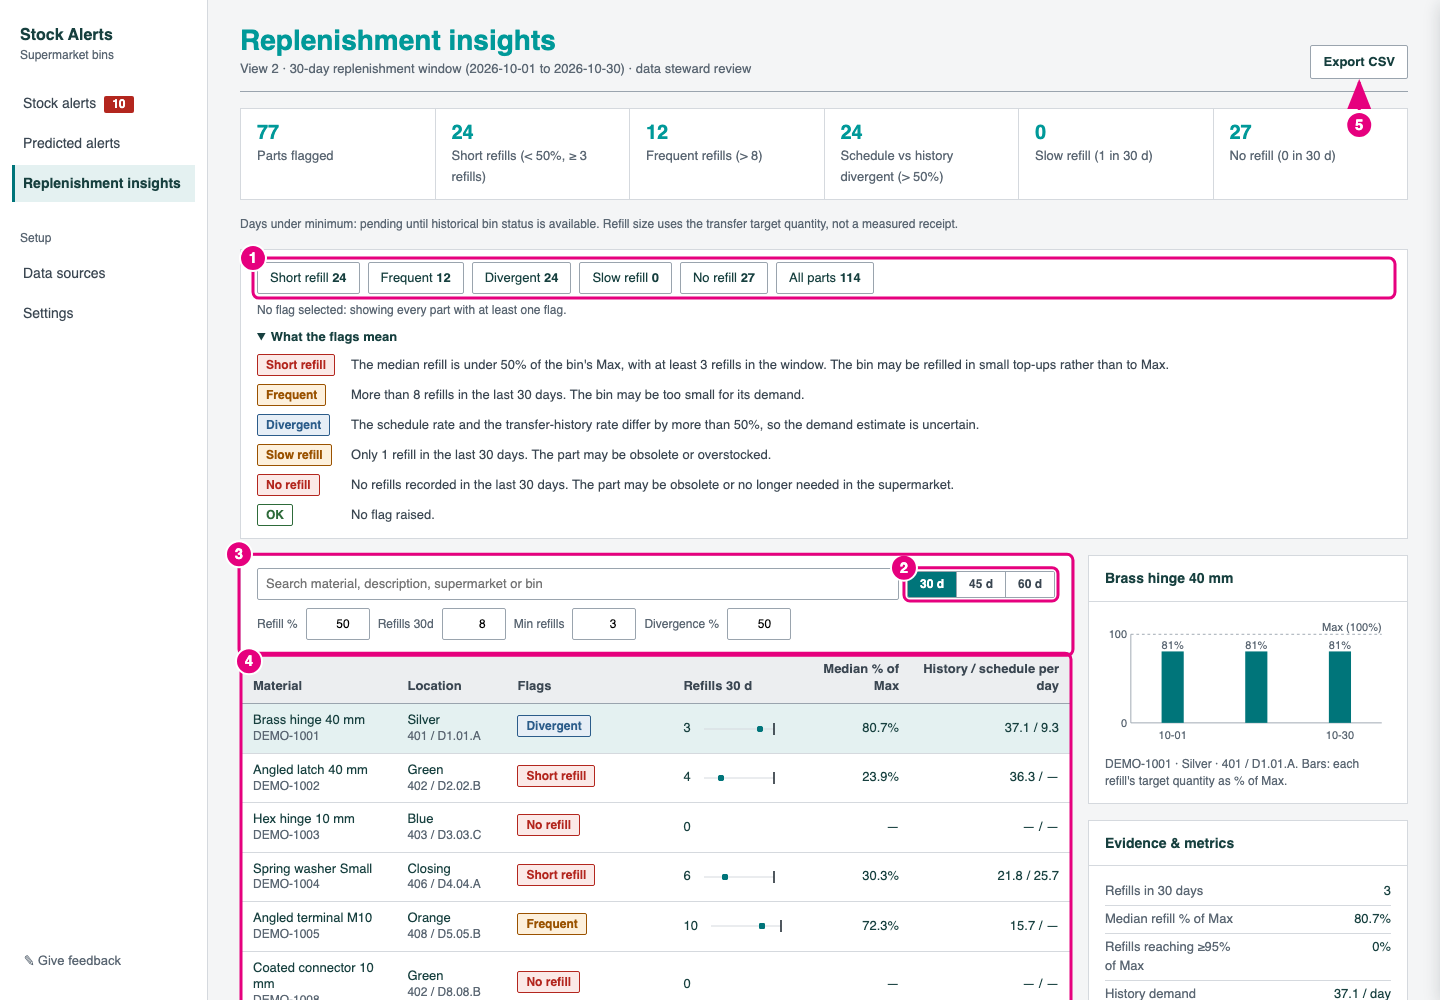 Stock Alerts
Supermarket bins
Stock alerts 10
Predicted alerts
Replenishment insights
Setup
Data sources
Settings
✎ Give feedback
Replenishment insights
View 2 · 30-day replenishment window (2026-10-01 to 2026-10-30) · data steward review
Export CSV
5
77
Parts flagged
24
Short refills (< 50%, ≥ 3
refills)
12
Frequent refills (> 8)
24
Schedule vs history
divergent (> 50%)
0
Slow refill (1 in 30 d)
27
No refill (0 in 30 d)
Days under minimum: pending until historical bin status is available. Refill size uses the transfer target quantity, not a measured receipt.
1
Short refill 24 Frequent 12 Divergent 24 Slow refill 0 No refill 27 All parts 114
No flag selected: showing every part with at least one flag.
▼ What the flags mean
Short refill The median refill is under 50% of the bin's Max, with at least 3 refills in the window. The bin may be refilled in small top-ups rather than to Max.
Frequent More than 8 refills in the last 30 days. The bin may be too small for its demand.
Divergent The schedule rate and the transfer-history rate differ by more than 50%, so the demand estimate is uncertain.
Slow refill Only 1 refill in the last 30 days. The part may be obsolete or overstocked.
No refill No refills recorded in the last 30 days. The part may be obsolete or no longer needed in the supermarket.
OK No flag raised.
3
Search material, description, supermarket or bin
2
30 d 45 d 60 d
Refill % 50 Refills 30d 8 Min refills 3 Divergence % 50
4
Material Location Flags Refills 30 d Median % of Max History / schedule per day
Brass hinge 40 mm Silver Divergent 3 80.7% 37.1 / 9.3
DEMO-1001 401 / D1.01.A
Angled latch 40 mm Green Short refill 4 23.9% 36.3 / —
DEMO-1002 402 / D2.02.B
Hex hinge 10 mm Blue No refill 0 — — / —
DEMO-1003 403 / D3.03.C
Spring washer Small Closing Short refill 6 30.3% 21.8 / 25.7
DEMO-1004 406 / D4.04.A
Angled terminal M10 Orange Frequent 10 72.3% 15.7 / —
DEMO-1005 408 / D5.05.B
Coated connector 10 mm Green No refill 0 — — / —
DEMO-1008 402 / D8.08.B
Brass hinge 40 mm
Max (100%)
100
81% 81% 81%
0
10-01 10-30
DEMO-1001 · Silver · 401 / D1.01.A. Bars: each
refill's target quantity as % of Max.
Evidence & metrics
Refills in 30 days 3
Median refill % of Max 80.7%
Refills reaching ≥95% of Max 0%
History demand 37.1 / day